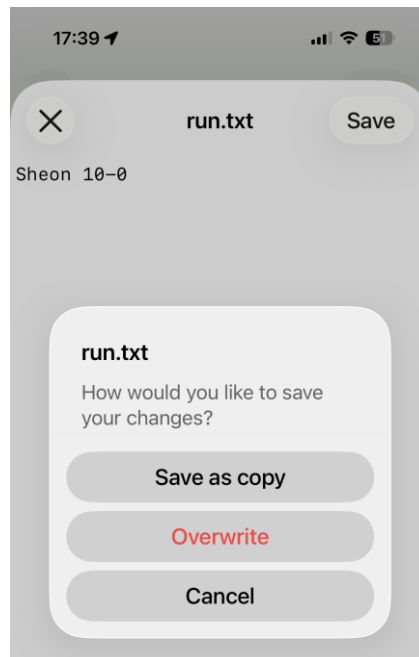 17:39
51
run.txt
Save
Sheon 10-0
run.txt
How would you like to save
your changes?
Save as copy
Overwrite
Cancel